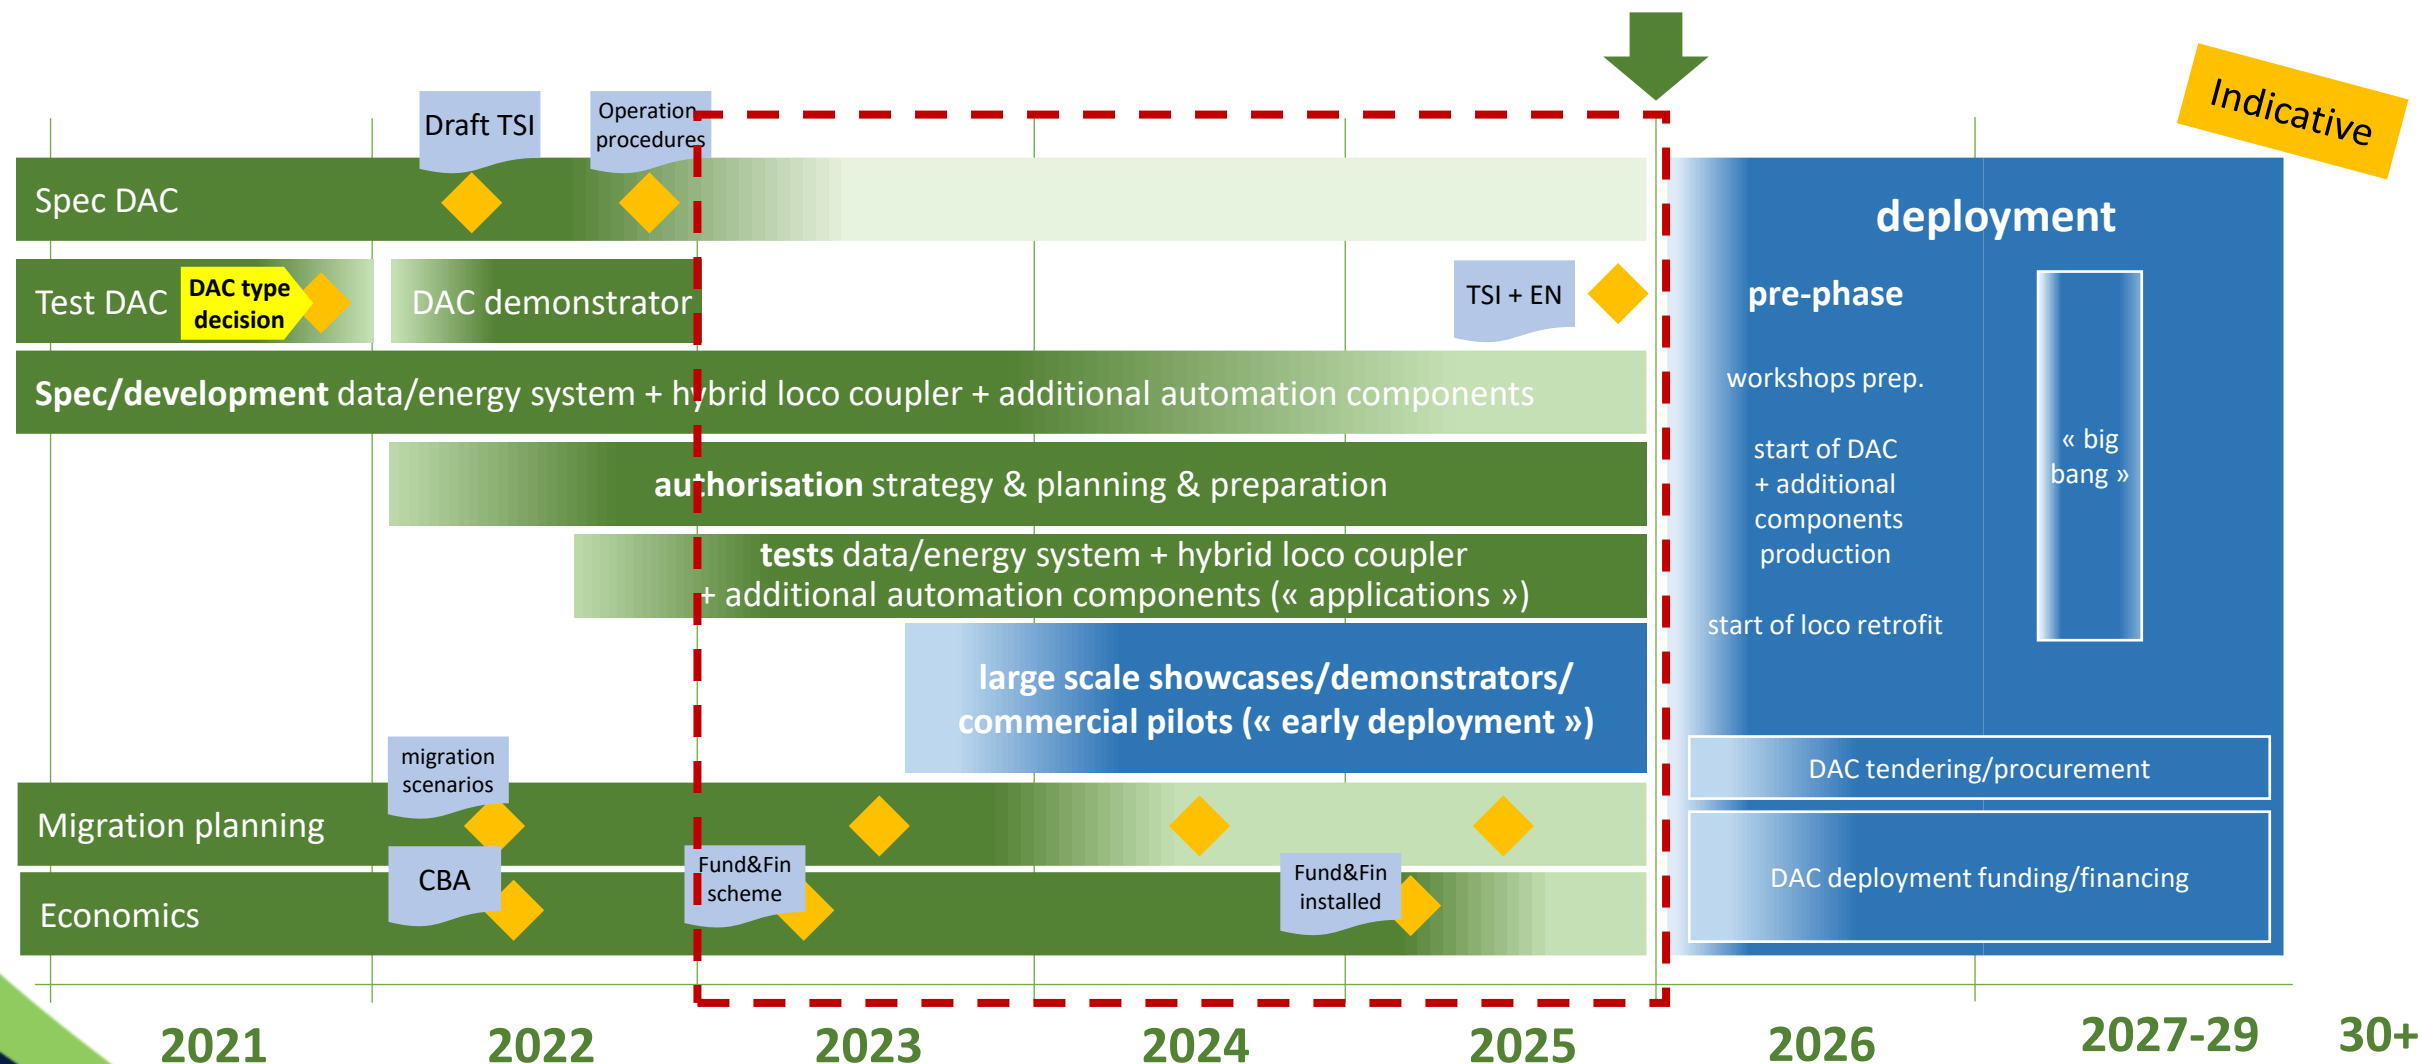 Indicative
Draft TSI
Operation
procedures
Spec DAC
deployment
Test DAC
DAC type
decision
DAC demonstrator
TSI + EN
pre-phase
Spec/development data/energy system + hybrid loco coupler + additional automation components
workshops prep.
authorisation strategy & planning & preparation
start of DAC
+ additional
components
production
« big
bang »
tests data/energy system + hybrid loco coupler
+ additional automation components (« applications »)
start of loco retrofit
large scale showcases/demonstrators/
commercial pilots (« early deployment »)
migration
scenarios
Migration planning
DAC tendering/procurement
CBA
Fund&Fin
scheme
Fund&Fin
installed
Economics
DAC deployment funding/financing
2021
2022
2023
2024
2025
2026
2027-29
30+